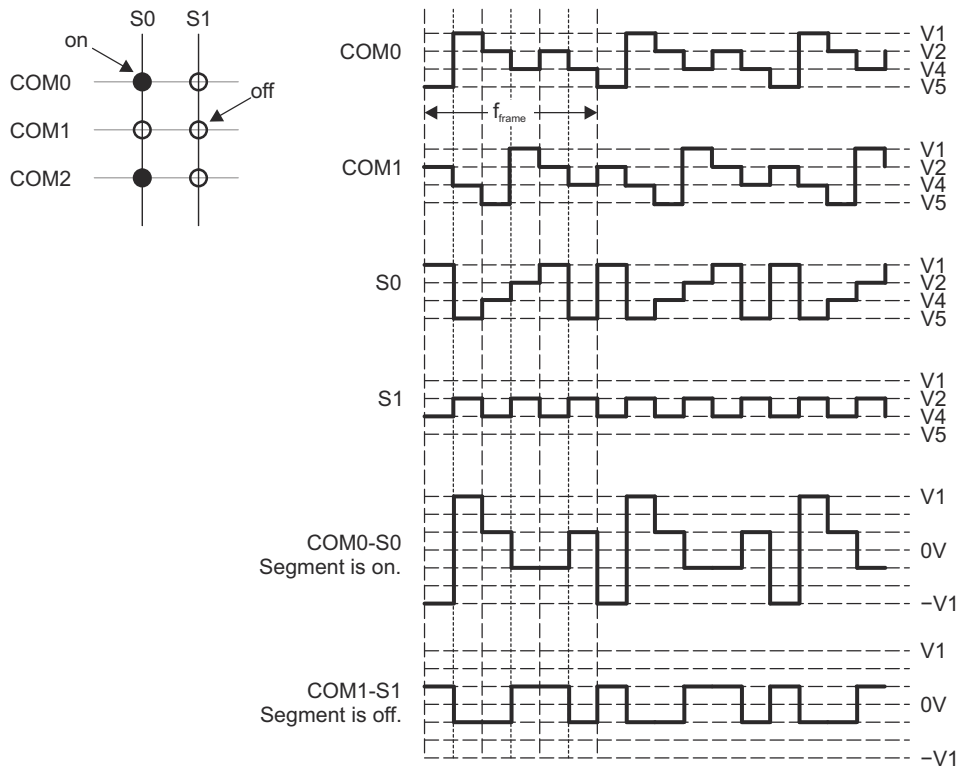 S0 S1
on
COM0
off
COM1
COM2
COM0
V1
V2
V4
V5
f frame
COM1
V1
V2
V4
V5
S0
V1
V2
V4
V5
S1
V1
V2
V4
V5
COM0-S0
Segment is on.
V1
0V
−V1
COM1-S1
Segment is off.
V1
0V
−V1